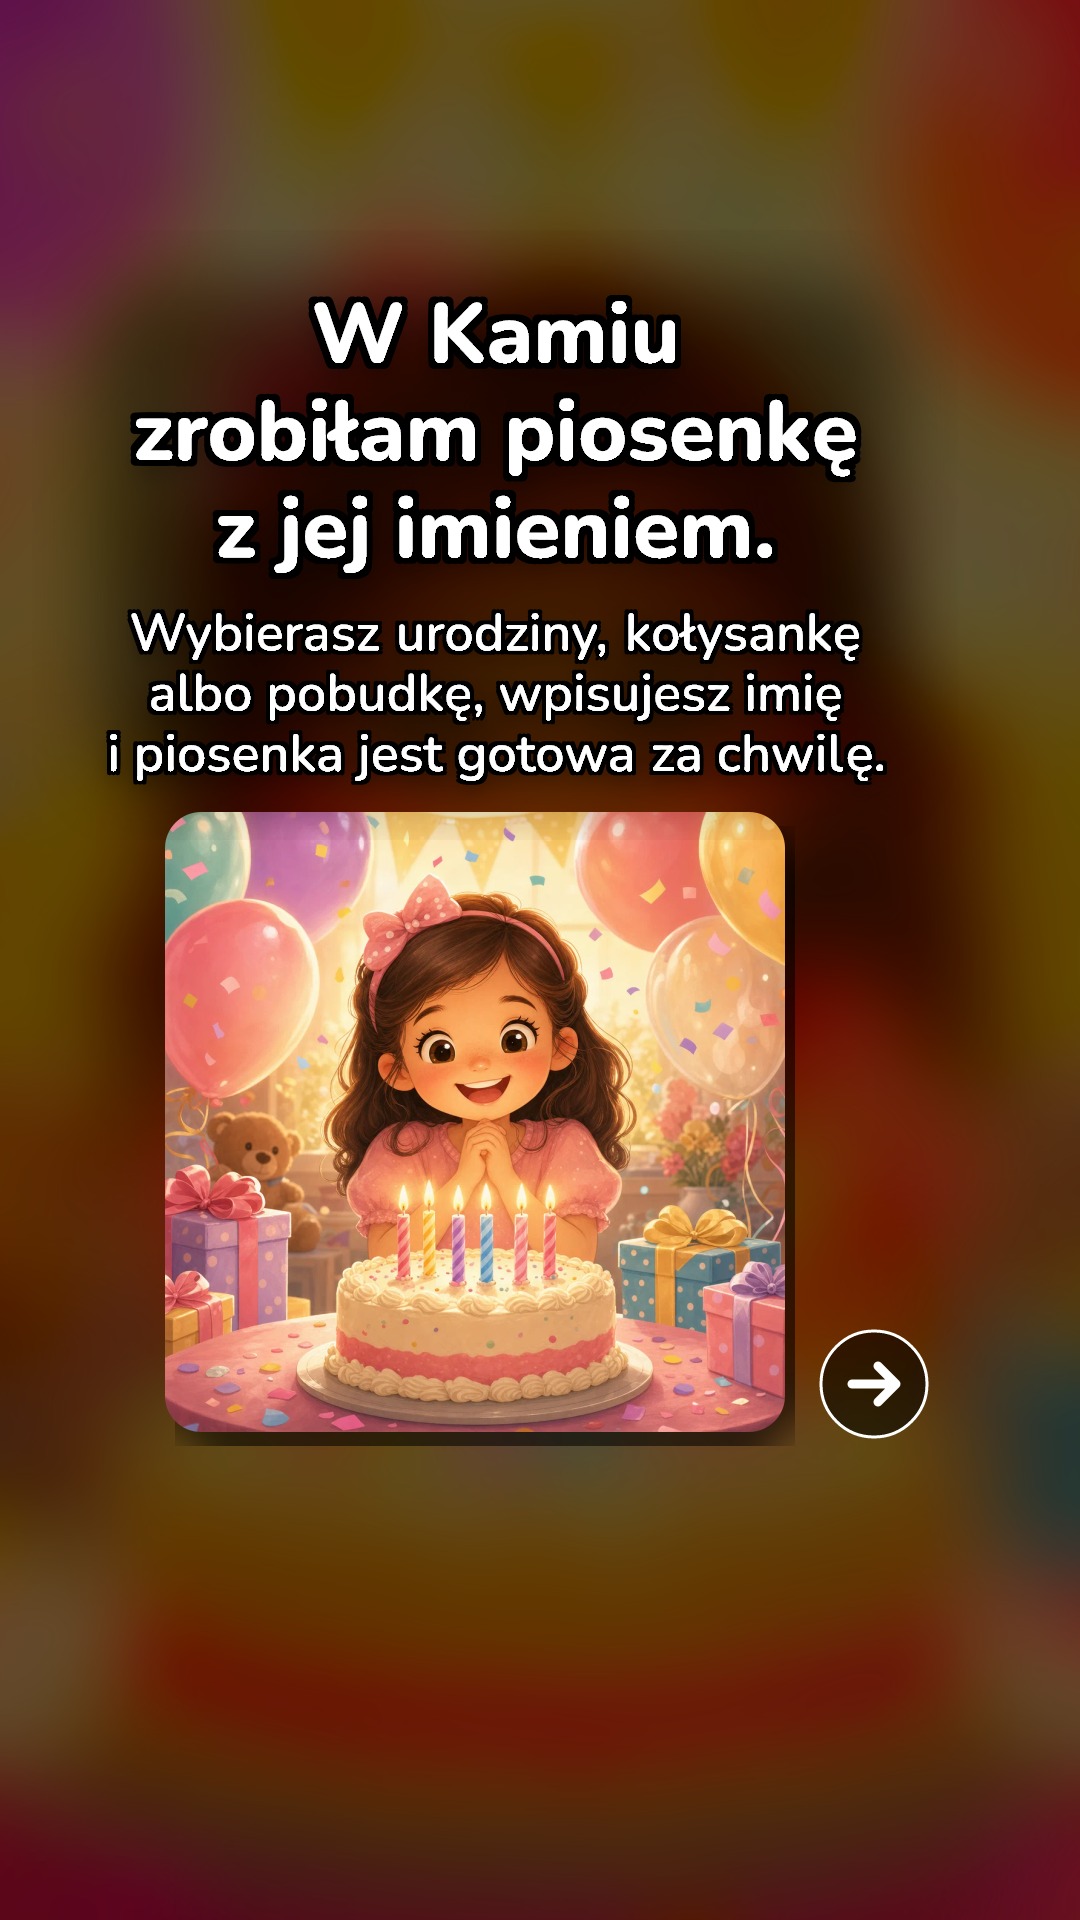 W Kamiu
zrobiłam piosenkę
z jej imieniem.
Wybierasz urodziny, kołysankę
albo pobudkę, wpisujesz imię
i piosenka jest gotowa za chwilę.